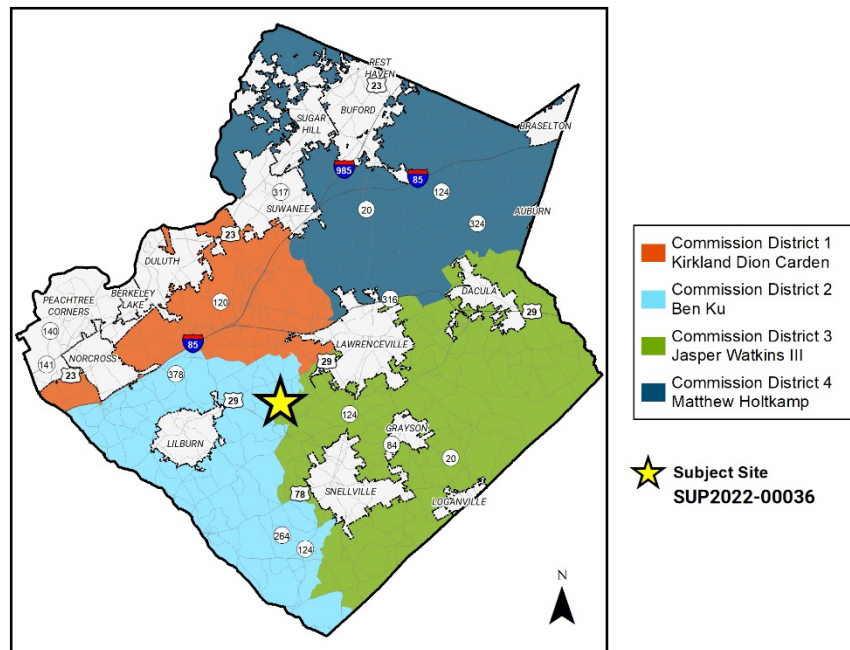 REST
HAVEN
23
BUFORD
SUGAR
HILL
BRASELTON
985
85
317
124
SUWANEE
20
AUBURN
324
23
DULUTH
BERKELEY
LAKE
DACULA
PEACHTREE
CORNERS
120
316
29
140
LAWRENCEVILLE
85
NORCROSS
141
29
23
378
29
124
GRAYSON
LILBURN
84
20
78
SNELLVILLE
LOGANVILLE
264
124
N
Commission District 1
Kirkland Dion Carden
Commission District 2
Ben Ku
Commission District 3
Jasper Watkins III
Commission District 4
Matthew Holtkamp
Subject Site
SUP2022-00036